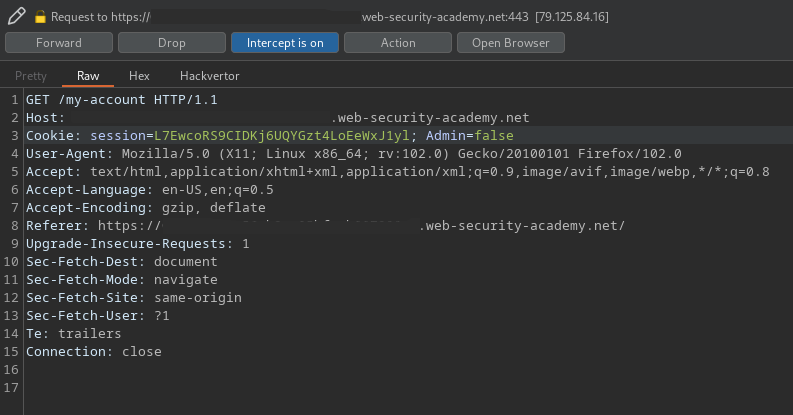 Request to https:// web-security-academy.net:443 [79.125.84.16]
Forward Drop Intercept is on Action Open Browser
Pretty Raw Hex Hackvertor
1 GET /my-account HTTP/1.1
2 Host: .web-security-academy.net
3 Cookie: session=L7EwcoRS9CIDKj6UQYGzt4LoEeWxJ1yl; Admin=false
4 User-Agent: Mozilla/5.0 (X11; Linux x86_64; rv:102.0) Gecko/20100101 Firefox/102.0
5 Accept: text/html,application/xhtml+xml,application/xml;q=0.9,image/avif,image/webp,*/*;q=0.8
6 Accept-Language: en-US,en;q=0.5
7 Accept-Encoding: gzip, deflate
8 Referer: https:// .web-security-academy.net/
9 Upgrade-Insecure-Requests: 1
10 Sec-Fetch-Dest: document
11 Sec-Fetch-Mode: navigate
12 Sec-Fetch-Site: same-origin
13 Sec-Fetch-User: ?1
14 Te: trailers
15 Connection: close
16
17